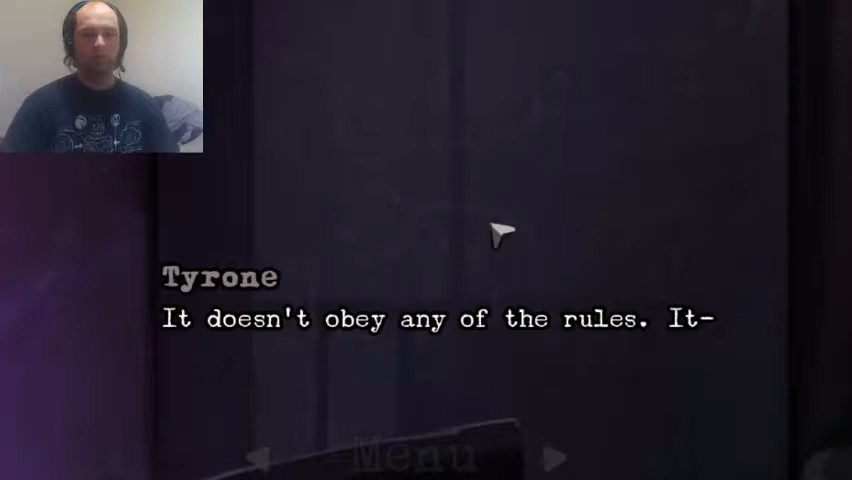 Tyrone
It doesn't obey any of the rules. It-
Menu